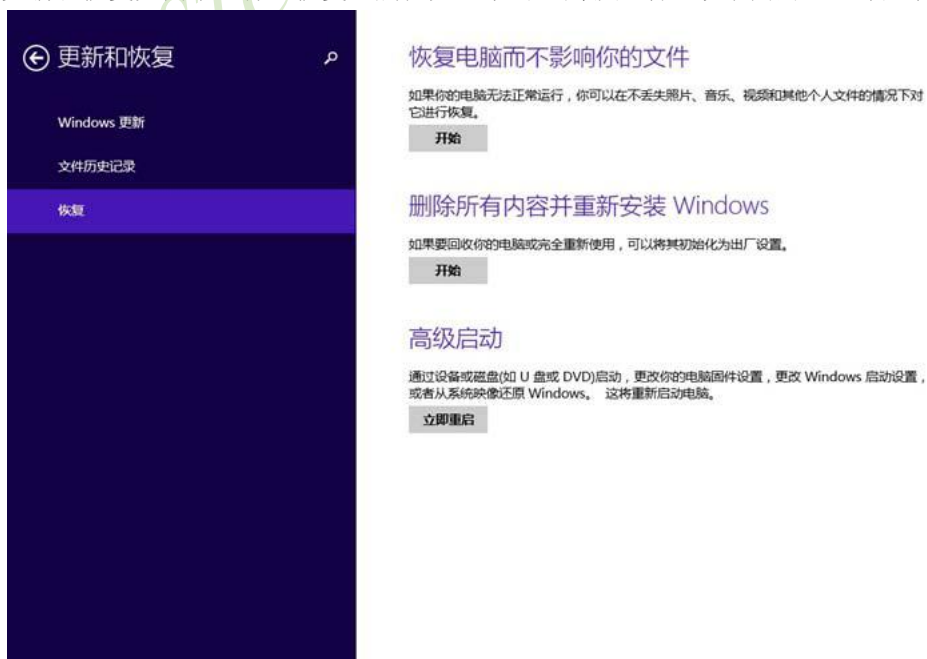 更新和恢复
Windows 更新
文件历史记录
恢复
恢复电脑而不影响你的文件
如果你的电脑无法正常运行，你可以在不丢失照片、音乐、视频和其他个人文件的情况下对
它进行恢复。
开始
删除所有内容并重新安装 Windows
如果要回收你的电脑或完全重新使用，可以将其初始化为出厂设置。
开始
高级启动
通过设备或磁盘(如 U 盘或 DVD)启动，更改你的电脑固件设置，更改 Windows 启动设置，
或者从系统映像还原 Windows。 这将重新启动电脑。
立即重启